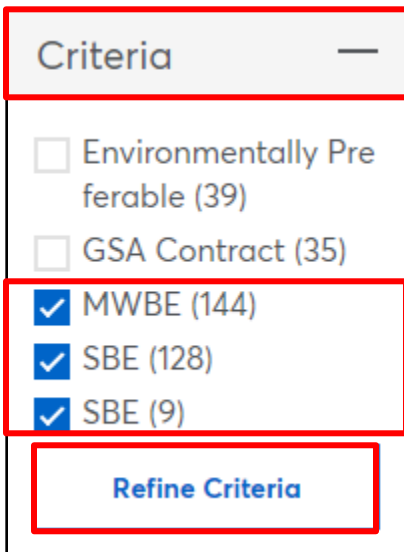 Criteria
Environmentally Pre
ferable (39)
GSA Contract (35)
MWBE (144)
SBE (128)
SBE (9)
Refine Criteria